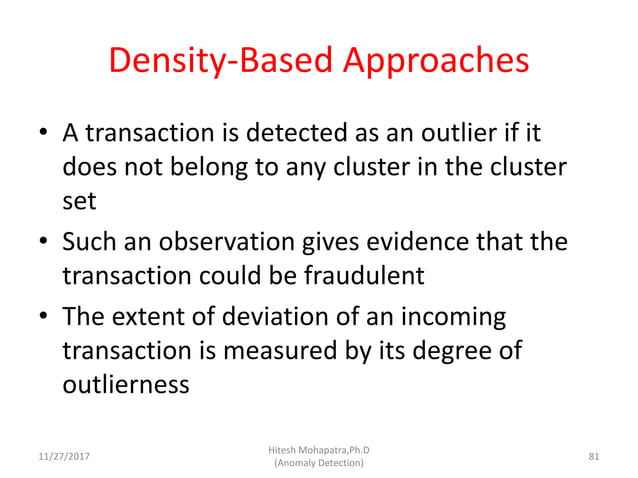 Density-Based Approaches
• A transaction is detected as an outlier if it
does not belong to any cluster in the cluster
set
• Such an observation gives evidence that the
transaction could be fraudulent
• The extent of deviation of an incoming
transaction is measured by its degree of
outlierness
11/27/2017
Hitesh Mohapatra,Ph.D
(Anomaly Detection)
81